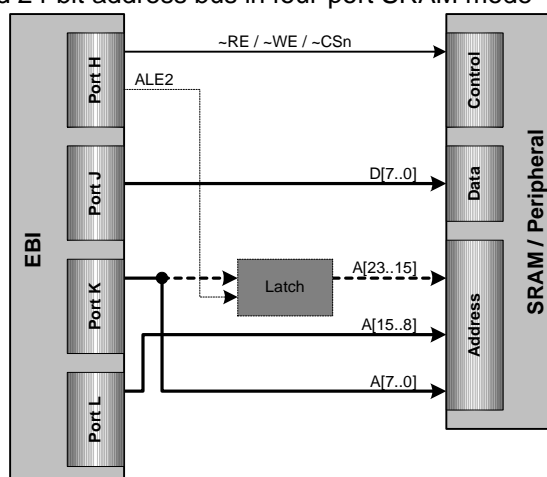 d 24-bit address bus in four-port SRAM mode
~RE / ~WE / ~CSn
Port H
Control
ALE2
Port J
D[7..0]
Data
EBI
SRAM / Peripheral
Port K
A[23..15]
Latch
Address
A[15..8]
A[7..0]
Port L